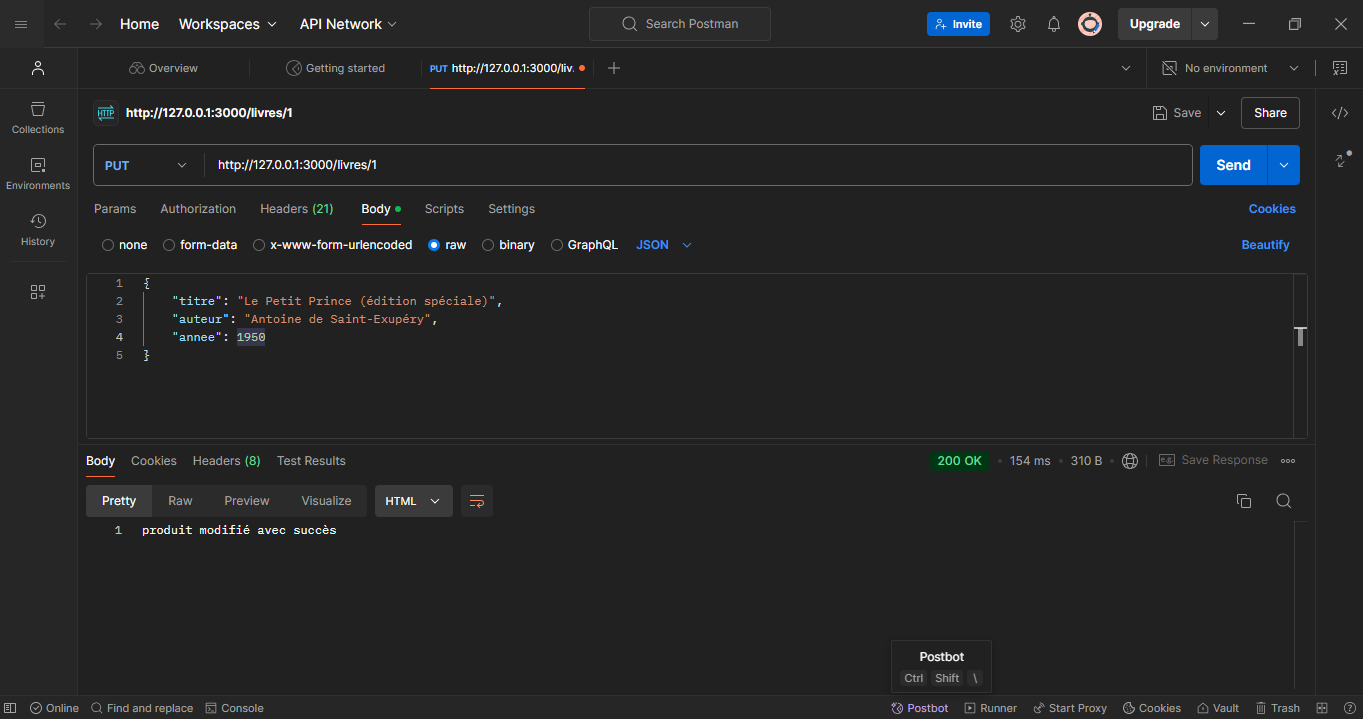 Home Workspaces API Network Search Postman Invite Upgrade
Overview Getting started PUT http://127.0.0.1:3000/liv. No environment
HTTP http://127.0.0.1:3000/livres/1 Save Share
Collections
Environments
History
PUT http://127.0.0.1:3000/livres/1 Send
Params Authorization Headers (21) Body Scripts Settings Cookies
none form-data x-www-form-urlencoded raw binary GraphQL JSON Beautify
1 {
2 "titre": "Le Petit Prince (édition spéciale)",
3 "auteur": "Antoine de Saint-Exupéry",
4 "annee": 1950
5 }
Body Cookies Headers (8) Test Results 200 OK 154 ms 310 B e.g. Save Response
Pretty Raw Preview Visualize HTML
1 produit modifié avec succès
Postbot
Ctrl Shift \
Online Find and replace Console Postbot Runner Start Proxy Cookies Vault Trash